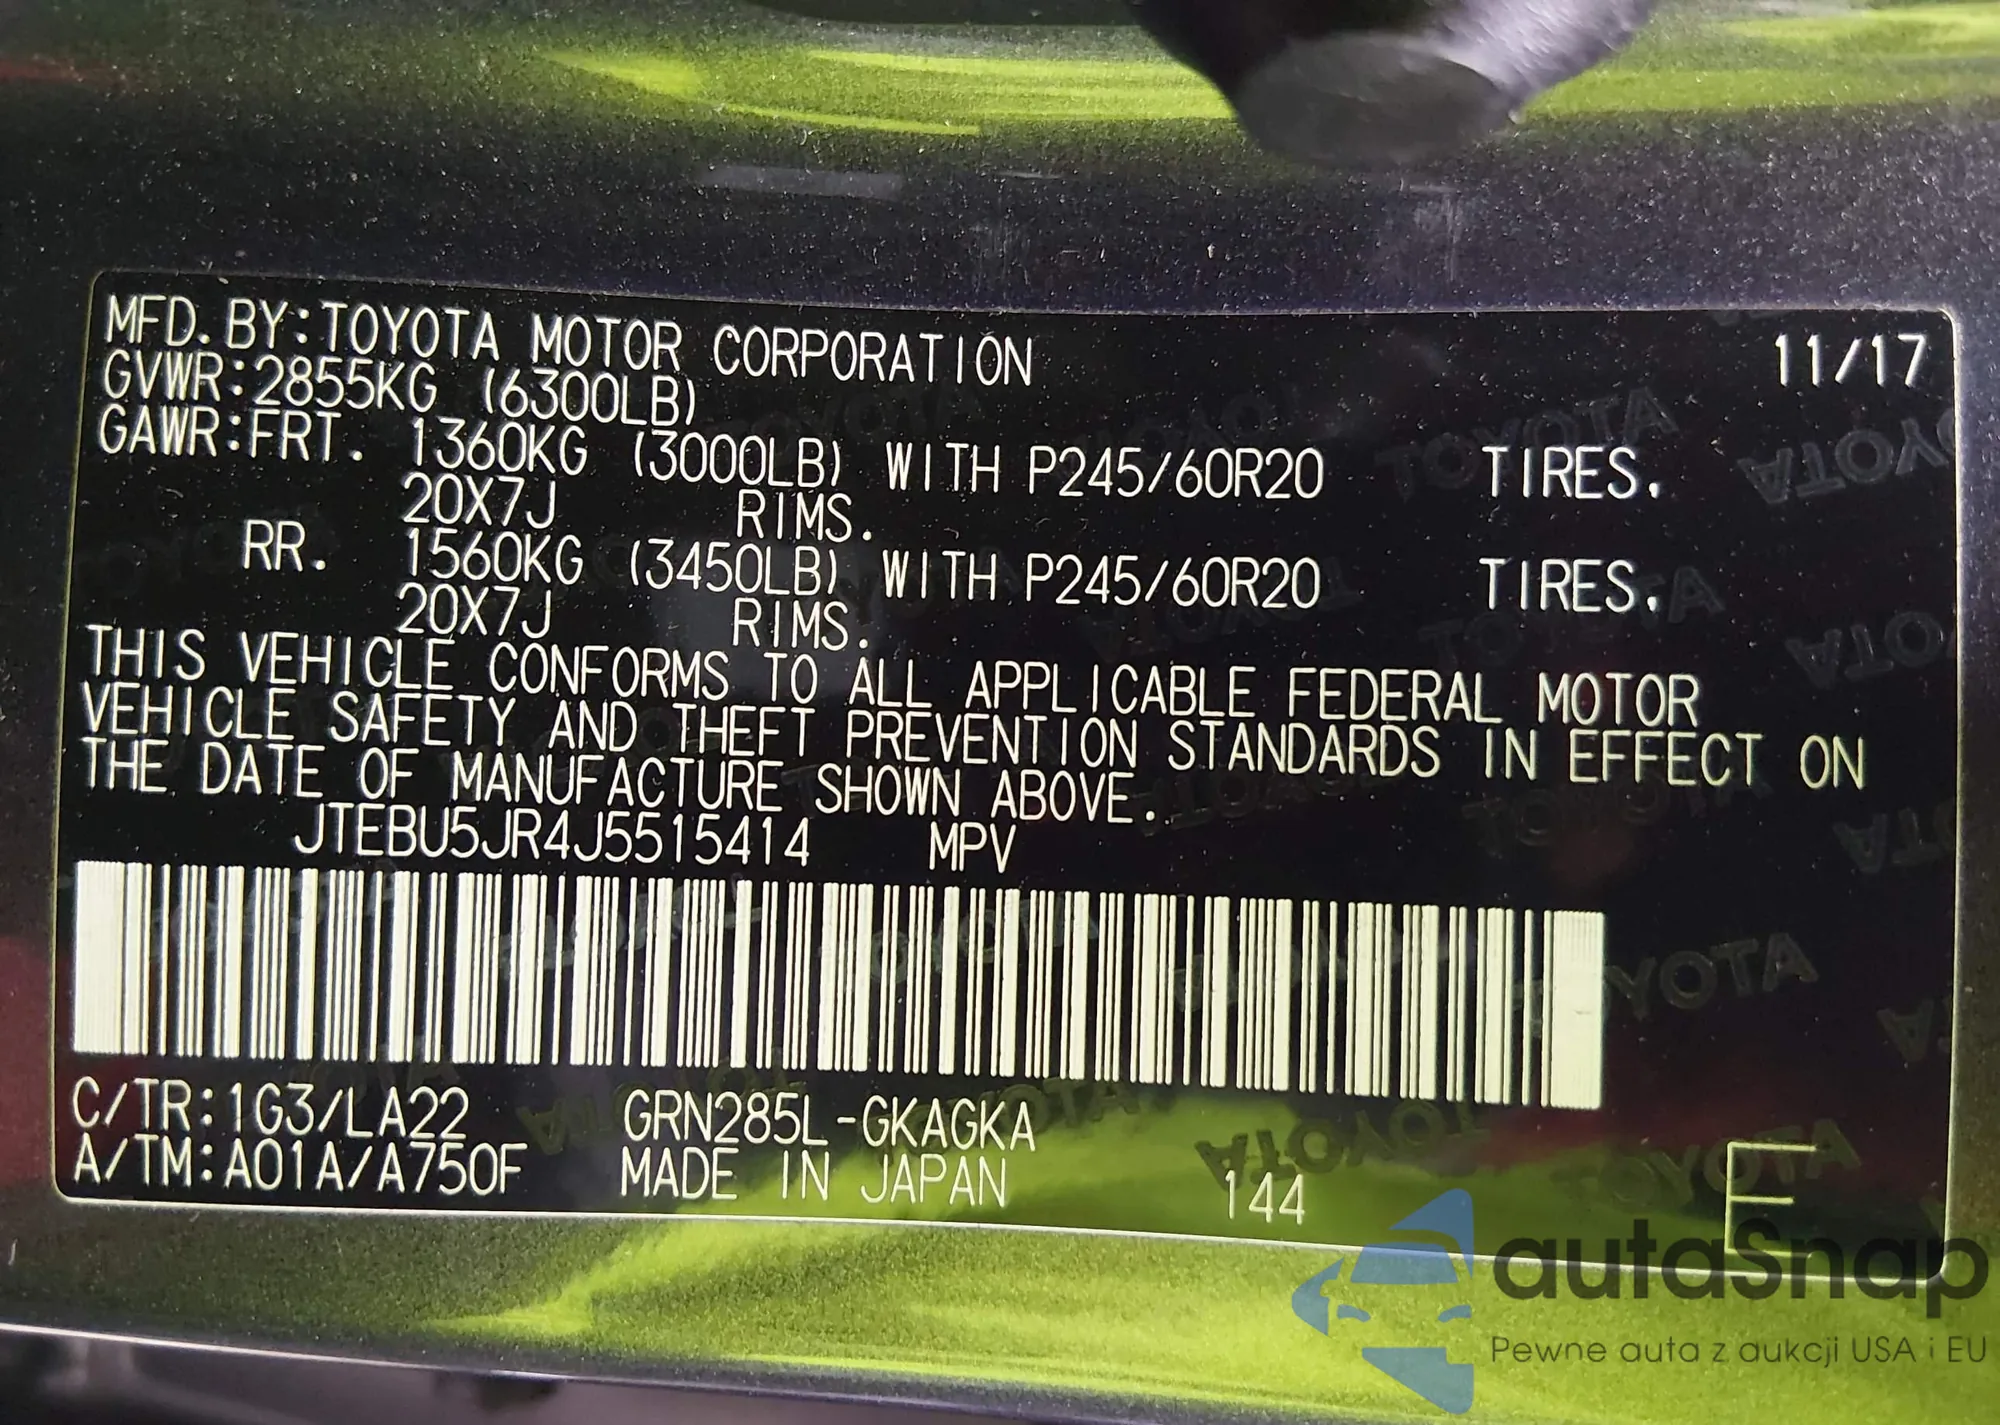 MFD. BY:TOYOTA MOTOR CORPORATION 11/17
GVWR:2855KG (6300LB)
GAWR:FRT. 1360KG (3000LB) WITH P245/60R20 TIRES.
20X7J RIMS.
RR. 1560KG (3450LB) WITH P245/60R20 TIRES.
20X7J RIMS.
THIS VEHICLE CONFORMS TO ALL APPLICABLE FEDERAL MOTOR
VEHICLE SAFETY AND THEFT PREVENTION STANDARDS IN EFFECT ON
THE DATE OF MANUFACTURE SHOWN ABOVE.
JTEBU5JR4J5515414 MPV
C/TR:1G3/LA22 GRN285L-GKAGKA
A/TM:A01A/A750F MADE IN JAPAN 144 E
autoSnap
Pewne auta z aukcji USA i EU